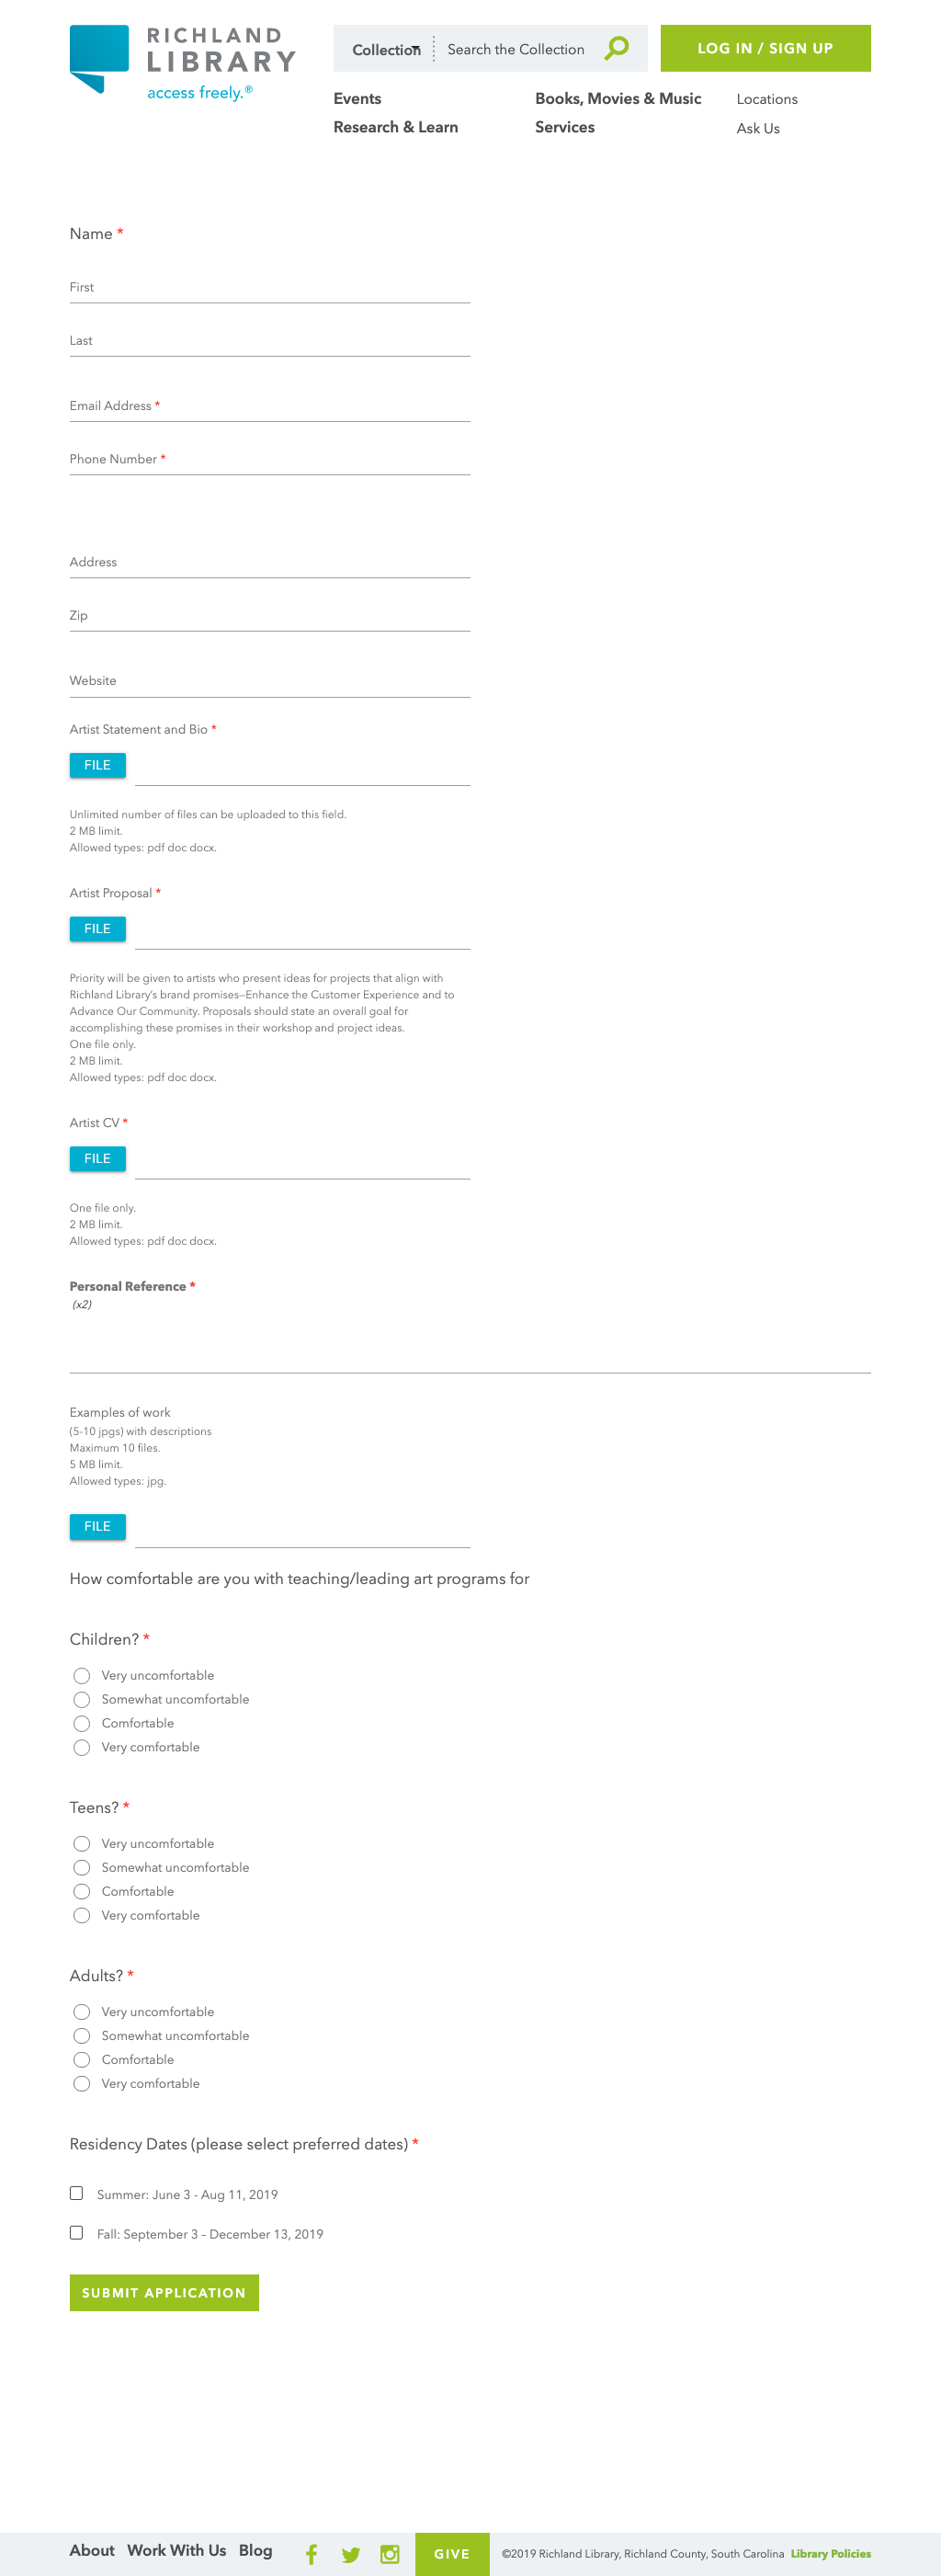 RICHLAND
LIBRARY
access freely.®
Collection
Search the Collection
LOG IN / SIGN UP
Events
Books, Movies & Music
Locations
Research & Learn
Services
Ask Us
Name *
First
Last
Email Address *
Phone Number *
Address
Zip
Website
Artist Statement and Bio *
FILE
Unlimited number of files can be uploaded to this field.
2 MB limit.
Allowed types: pdf doc docx.
Artist Proposal *
FILE
Priority will be given to artists who present ideas for projects that align with
Richland Library's brand promises—Enhance the Customer Experience and to
Advance Our Community. Proposals should state an overall goal for
accomplishing these promises in their workshop and project ideas.
One file only.
2 MB limit.
Allowed types: pdf doc docx.
Artist CV *
FILE
One file only.
2 MB limit.
Allowed types: pdf doc docx.
Personal Reference *
(x2)
Examples of work
(5-10 jpgs) with descriptions
Maximum 10 files.
5 MB limit.
Allowed types: jpg.
FILE
How comfortable are you with teaching/leading art programs for
Children? *
Very uncomfortable
Somewhat uncomfortable
Comfortable
Very comfortable
Teens? *
Very uncomfortable
Somewhat uncomfortable
Comfortable
Very comfortable
Adults? *
Very uncomfortable
Somewhat uncomfortable
Comfortable
Very comfortable
Residency Dates (please select preferred dates) *
Summer: June 3 - Aug 11, 2019
Fall: September 3 – December 13, 2019
SUBMIT APPLICATION
About Work With Us Blog
GIVE
©2019 Richland Library, Richland County, South Carolina Library Policies